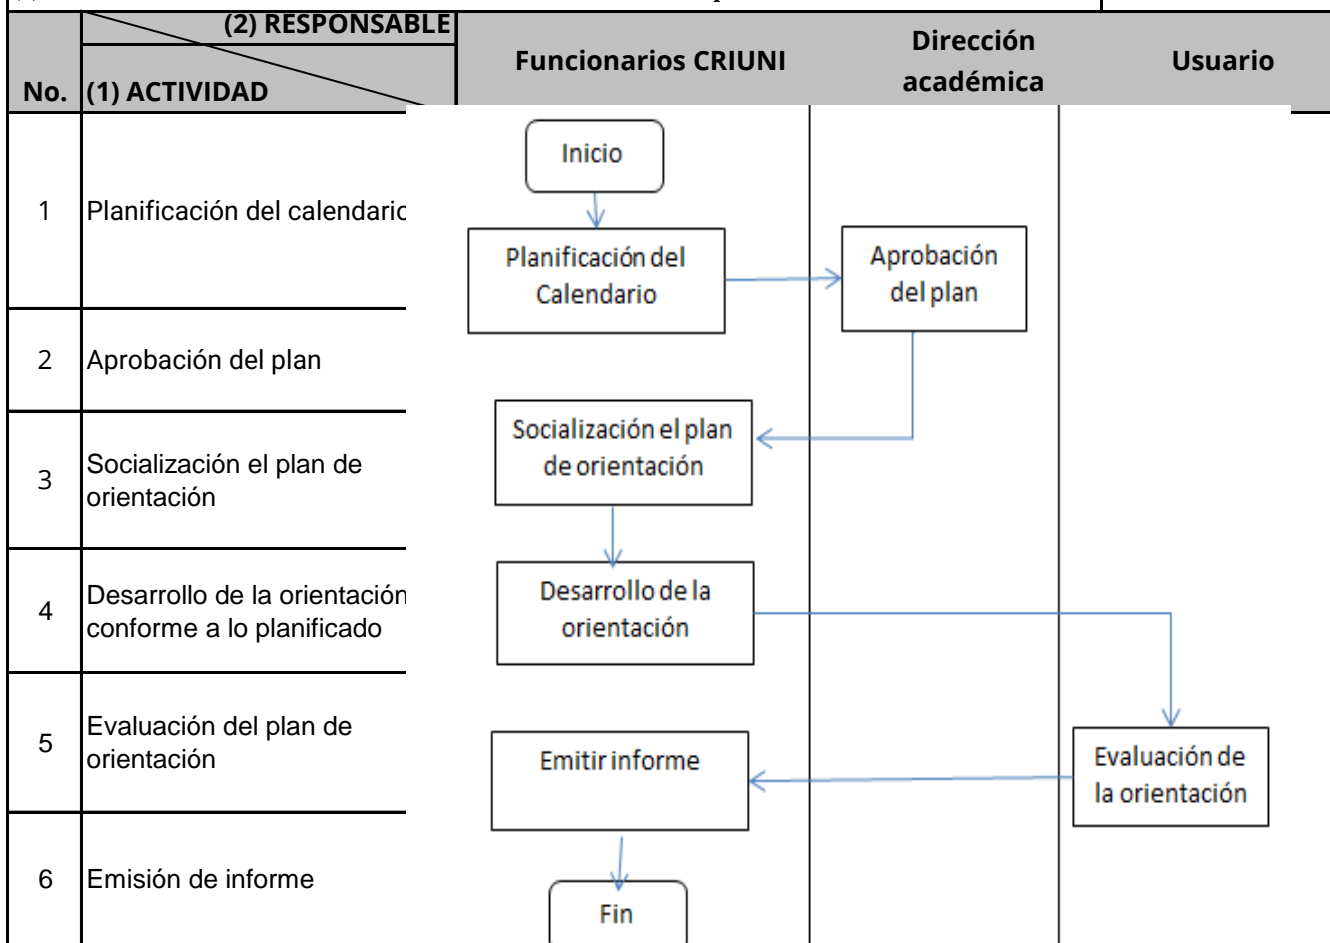 (2) RESPONSABLE
Funcionarios CRIUNI
Dirección
académica
Usuario
No.
(1) ACTIVIDAD
Inicio
1
Planificación del calendario
Planificación del
Calendario
Aprobación
del plan
2
Aprobación del plan
3
Socialización el plan de
orientación
Socialización el plan
de orientación
4
Desarrollo de la orientación
conforme a lo planificado
Desarrollo de la
orientación
5
Evaluación del plan de
orientación
Emitir informe
Evaluación de
la orientación
6
Emisión de informe
Fin